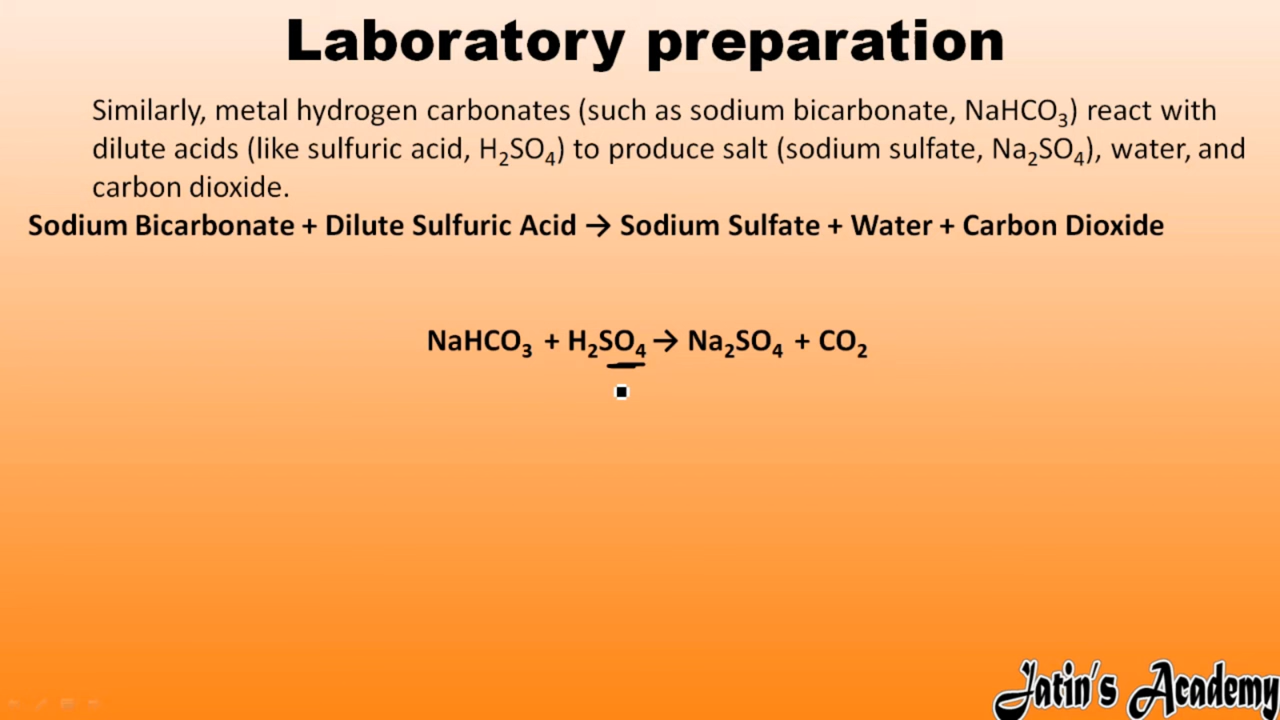 Laboratory preparation
Similarly, metal hydrogen carbonates (such as sodium bicarbonate, NaHCO₃) react with
dilute acids (like sulfuric acid, H₂SO₄) to produce salt (sodium sulfate, Na₂SO₄), water, and
carbon dioxide.
Sodium Bicarbonate + Dilute Sulfuric Acid → Sodium Sulfate + Water + Carbon Dioxide
NaHCO₃ + H₂SO₄ → Na₂SO₄ + CO₂
Jatin's Academy